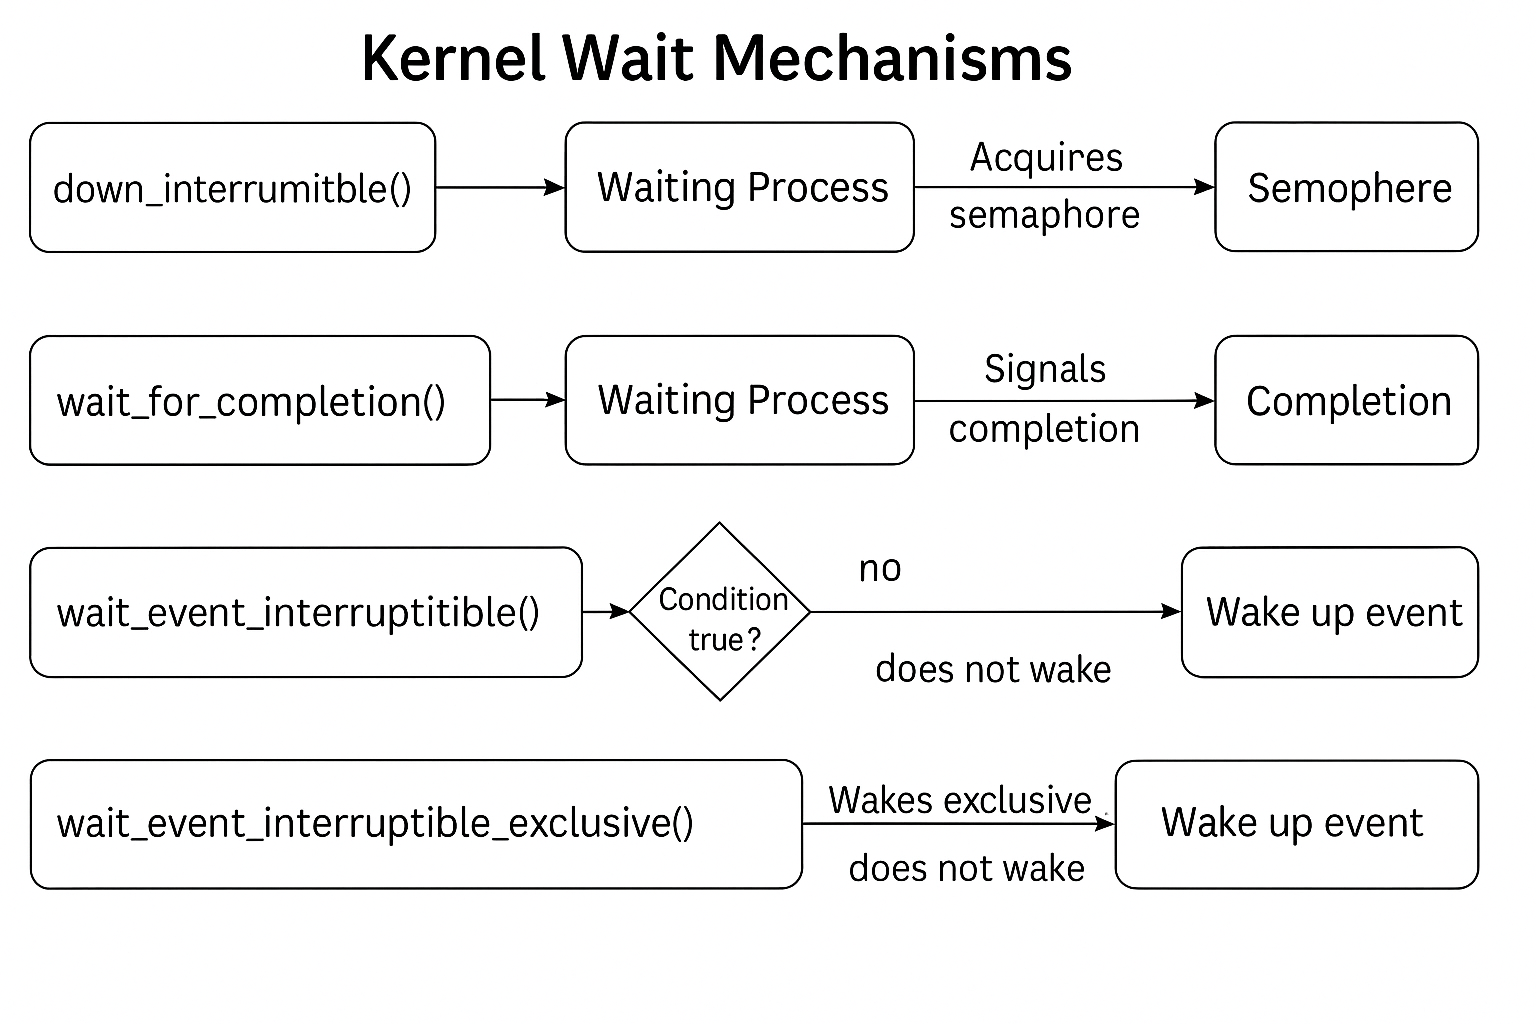 Kernel Wait Mechanisms
down_interrumitble()
Waiting Process
Acquires
semaphore
Semophere
wait_for_completion()
Waiting Process
Signals
completion
Completion
wait_event_interruptitible()
Condition
true?
no
does not wake
Wake up event
wait_event_interruptible_exclusive()
Wakes exclusive
does not wake
Wake up event